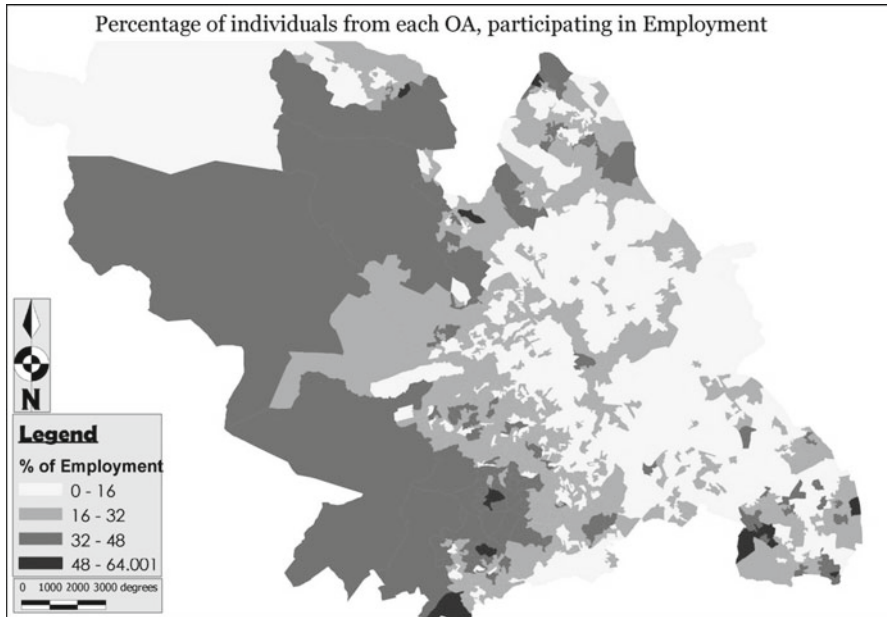 Percentage of individuals from each OA, participating in Employment
N
Legend
% of Employment
0 - 16
16 - 32
32 - 48
48 - 64.001
0 1000 2000 3000 degrees